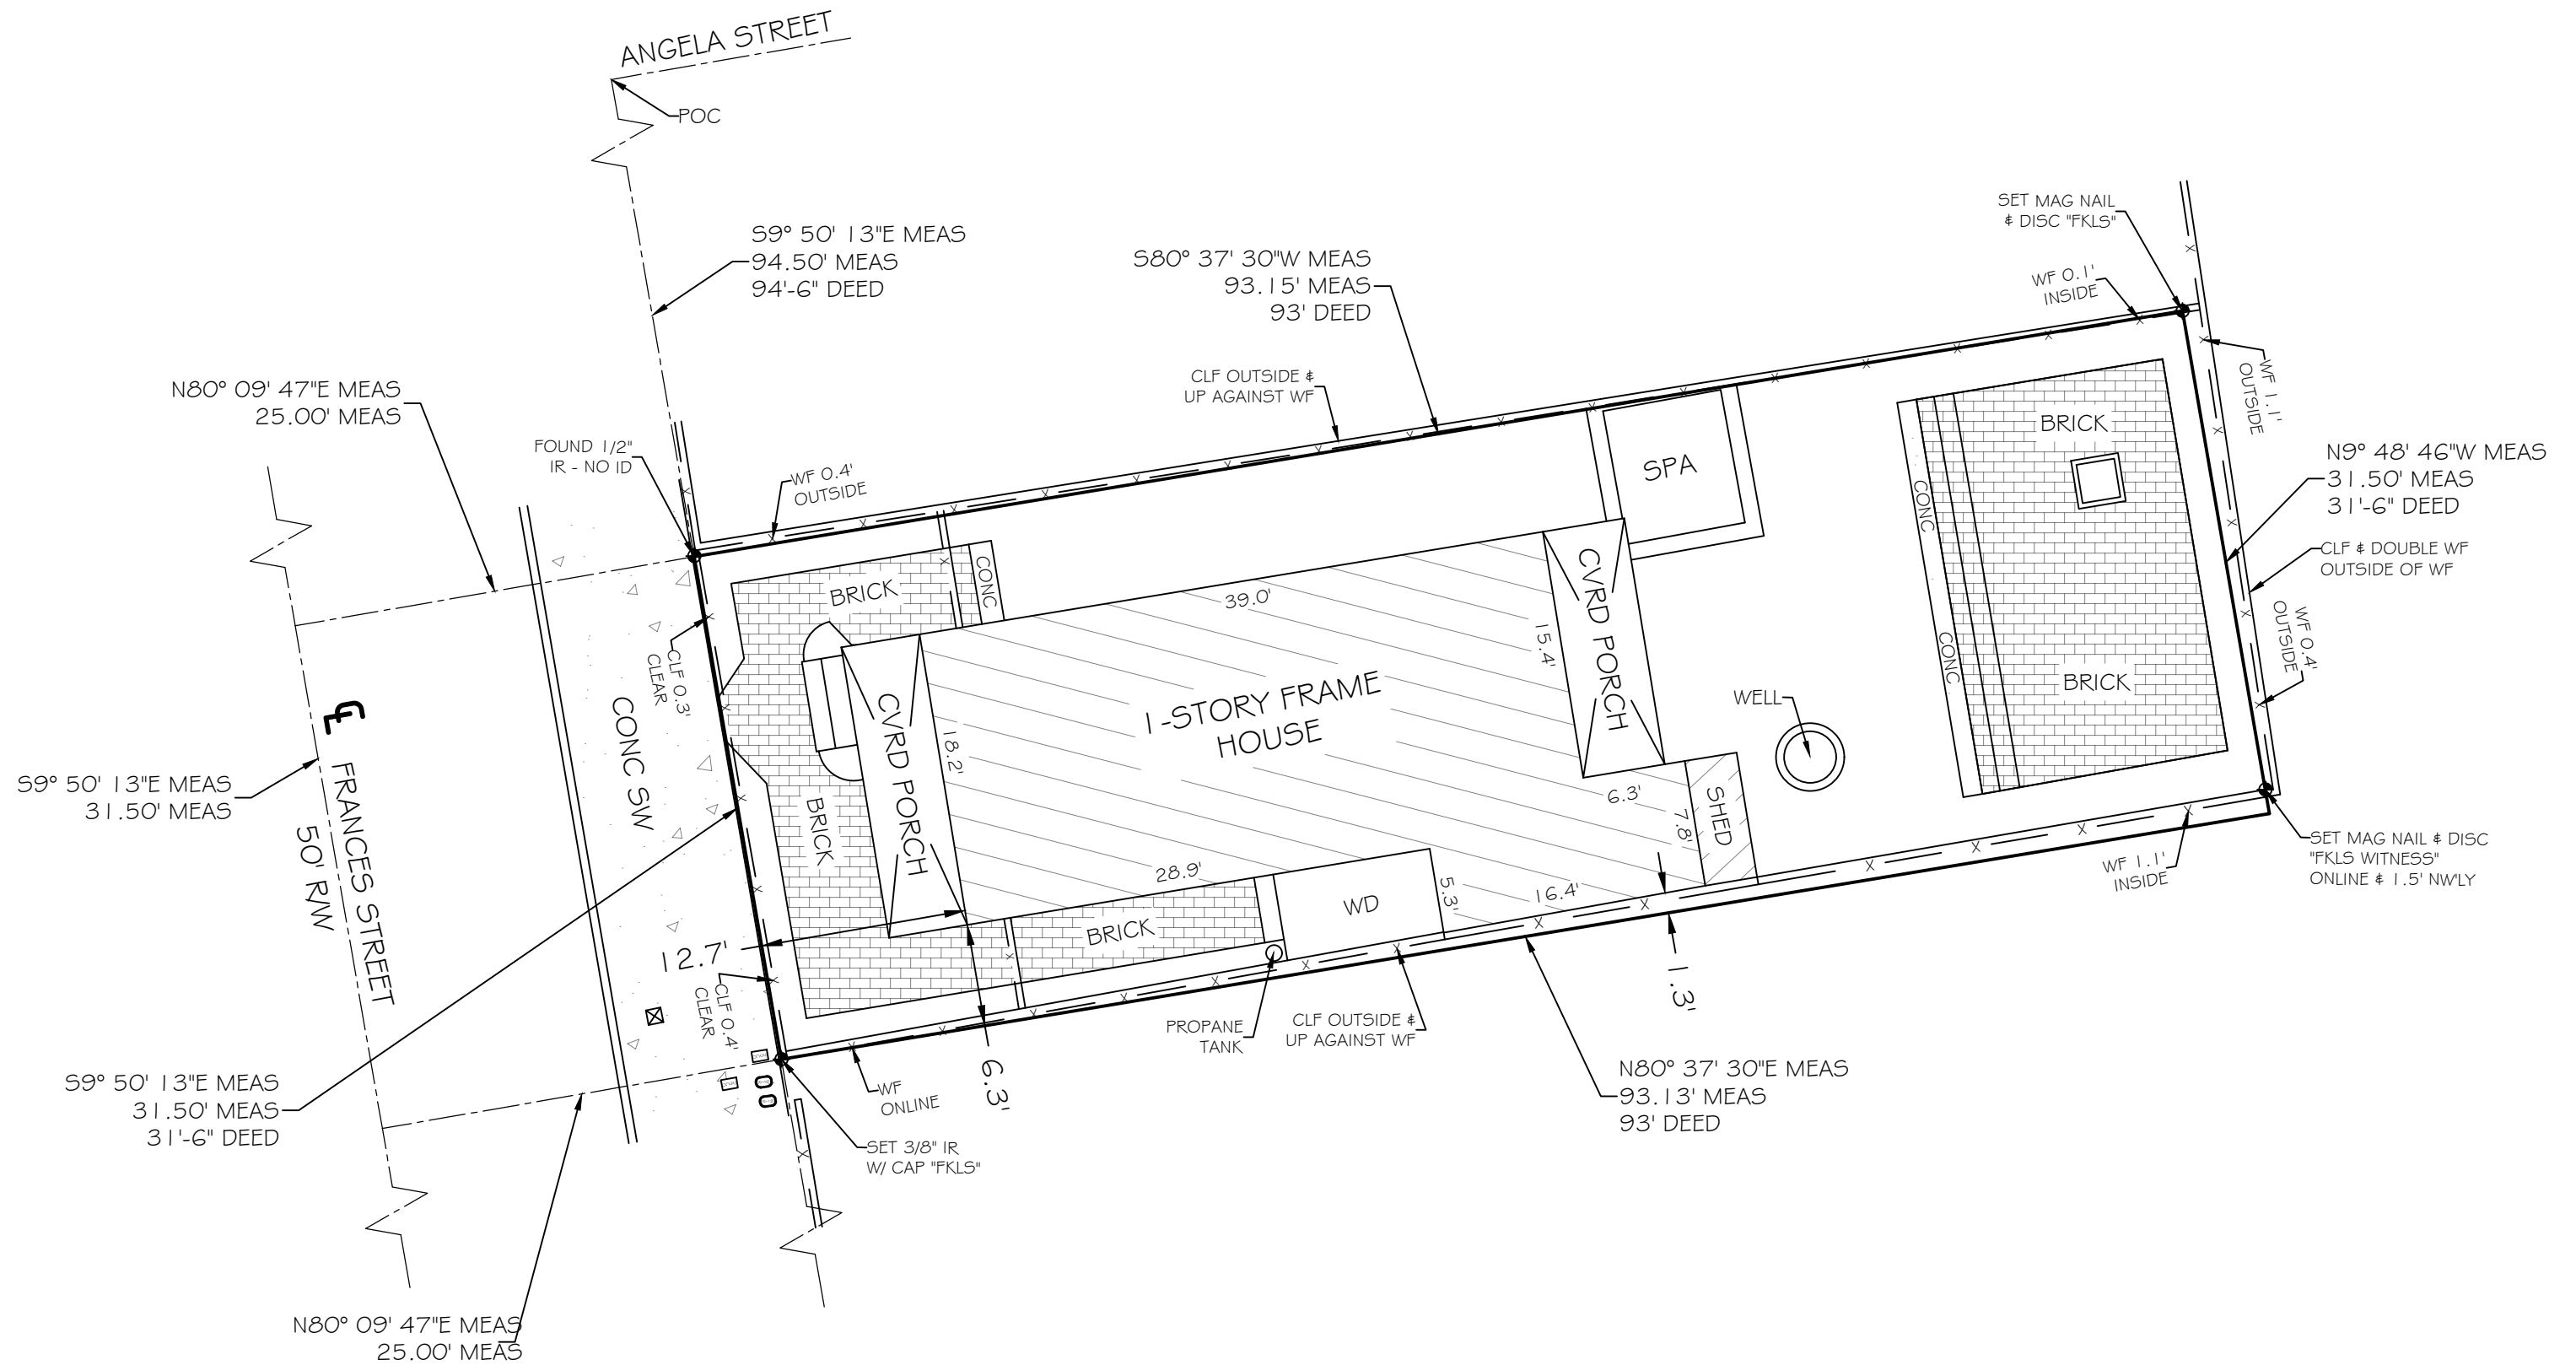 ANGELA STREET
POC
S9° 50' 13"E MEAS
94.50' MEAS
94'-6" DEED
S80° 37' 30"W MEAS
93.15' MEAS
93' DEED
SET MAG NAIL
& DISC "FKLS"
WF 0.1'
INSIDE
N80° 09' 47"E MEAS
25.00' MEAS
FOUND 1/2"
IR - NO ID
WF 0.4'
OUTSIDE
CLF OUTSIDE &
UP AGAINST WF
WF 1.1'
OUTSIDE
N9° 48' 46"W MEAS
31.50' MEAS
31'-6" DEED
CLF & DOUBLE WF
OUTSIDE OF WF
WF 0.4'
OUTSIDE
BRICK
BRICK
CONC
CONC
SPA
BRICK
CONC
39.0'
CVRD PORCH
15.4'
1-STORY FRAME
HOUSE
WELL
CLF 0.3'
CLEAR
CONC SW
CVRD PORCH
18.2'
BRICK
6.3'
7.8'
SHED
S9° 50' 13"E MEAS
31.50' MEAS
FRANCES STREET
50' R/W
28.9'
BRICK
WD
5.3'
16.4'
WF 1.1'
INSIDE
SET MAG NAIL & DISC
"FKLS WITNESS"
ONLINE & 1.5' NW'LY
12.7'
CLF 0.4'
CLEAR
6.3'
1.3'
PROPANE
TANK
CLF OUTSIDE &
UP AGAINST WF
N80° 37' 30"E MEAS
93.13' MEAS
93' DEED
S9° 50' 13"E MEAS
31.50' MEAS
31'-6" DEED
WF
ONLINE
SET 3/8" IR
W/ CAP "FKLS"
N80° 09' 47"E MEAS
25.00' MEAS